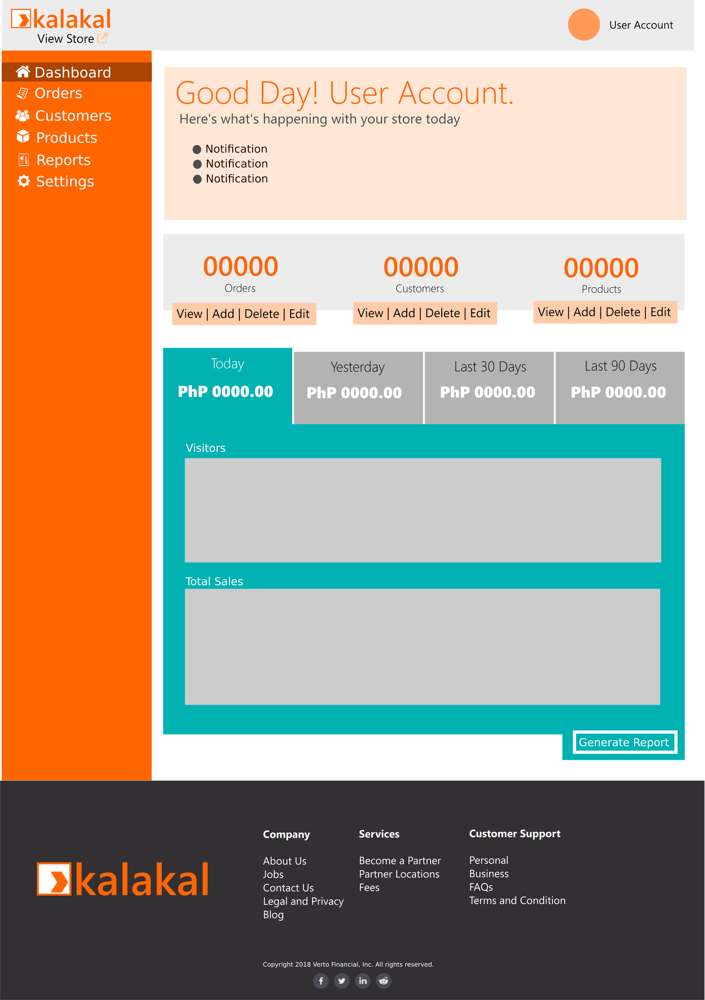 kalakal
View Store
User Account
Dashboard
Orders
Customers
Products
Reports
Settings
Good Day! User Account.
Here's what's happening with your store today
Notification
Notification
Notification
00000
Orders
View | Add | Delete | Edit
00000
Customers
View | Add | Delete | Edit
00000
Products
View | Add | Delete | Edit
Today
PhP 0000.00
Yesterday
PhP 0000.00
Last 30 Days
PhP 0000.00
Last 90 Days
PhP 0000.00
Visitors
Total Sales
Generate Report
kalakal
Company
About Us
Jobs
Contact Us
Legal and Privacy
Blog
Services
Become a Partner
Partner Locations
Fees
Customer Support
Personal
Business
FAQs
Terms and Condition
Copyright 2018 Verto Financial, Inc. All rights reserved.